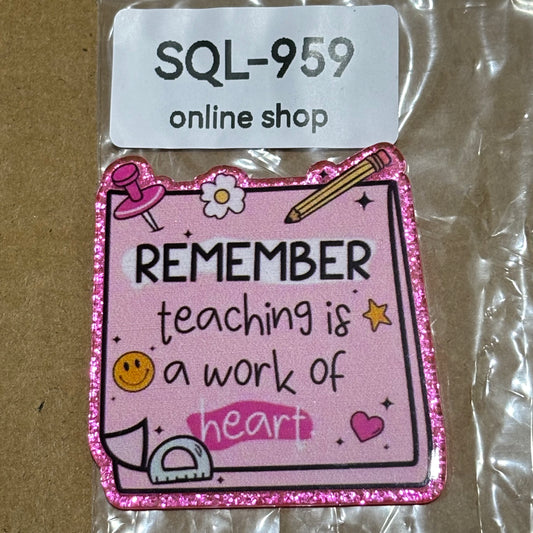 SQL-959
online shop
REMEMBER
teaching is
a work of
heart